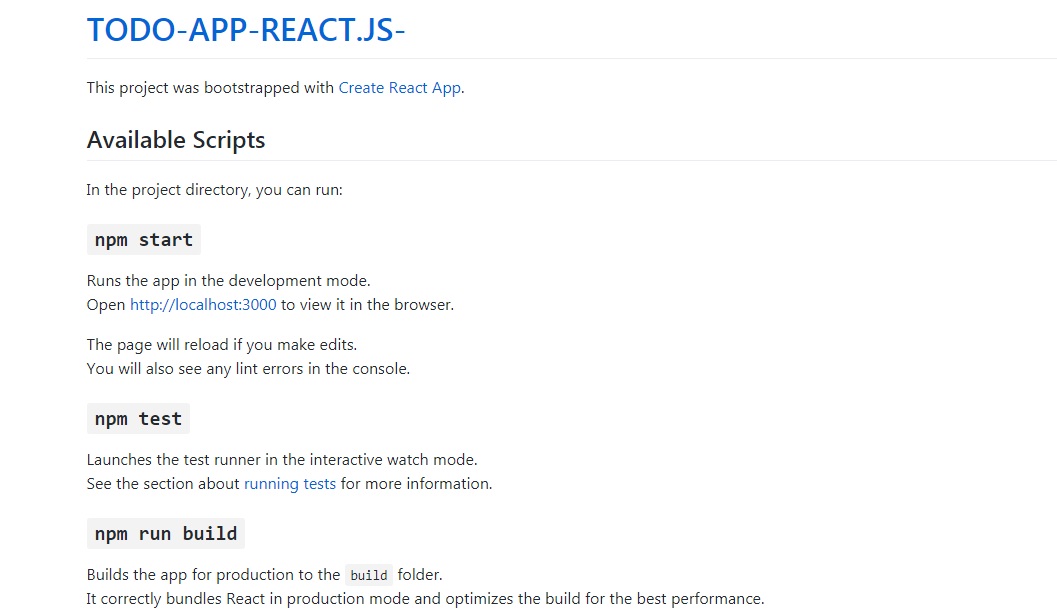 TODO-APP-REACT.JS-
This project was bootstrapped with Create React App.
Available Scripts
In the project directory, you can run:
npm start
Runs the app in the development mode.
Open http://localhost:3000 to view it in the browser.
The page will reload if you make edits.
You will also see any lint errors in the console.
npm test
Launches the test runner in the interactive watch mode.
See the section about running tests for more information.
npm run build
Builds the app for production to the build folder.
It correctly bundles React in production mode and optimizes the build for the best performance.